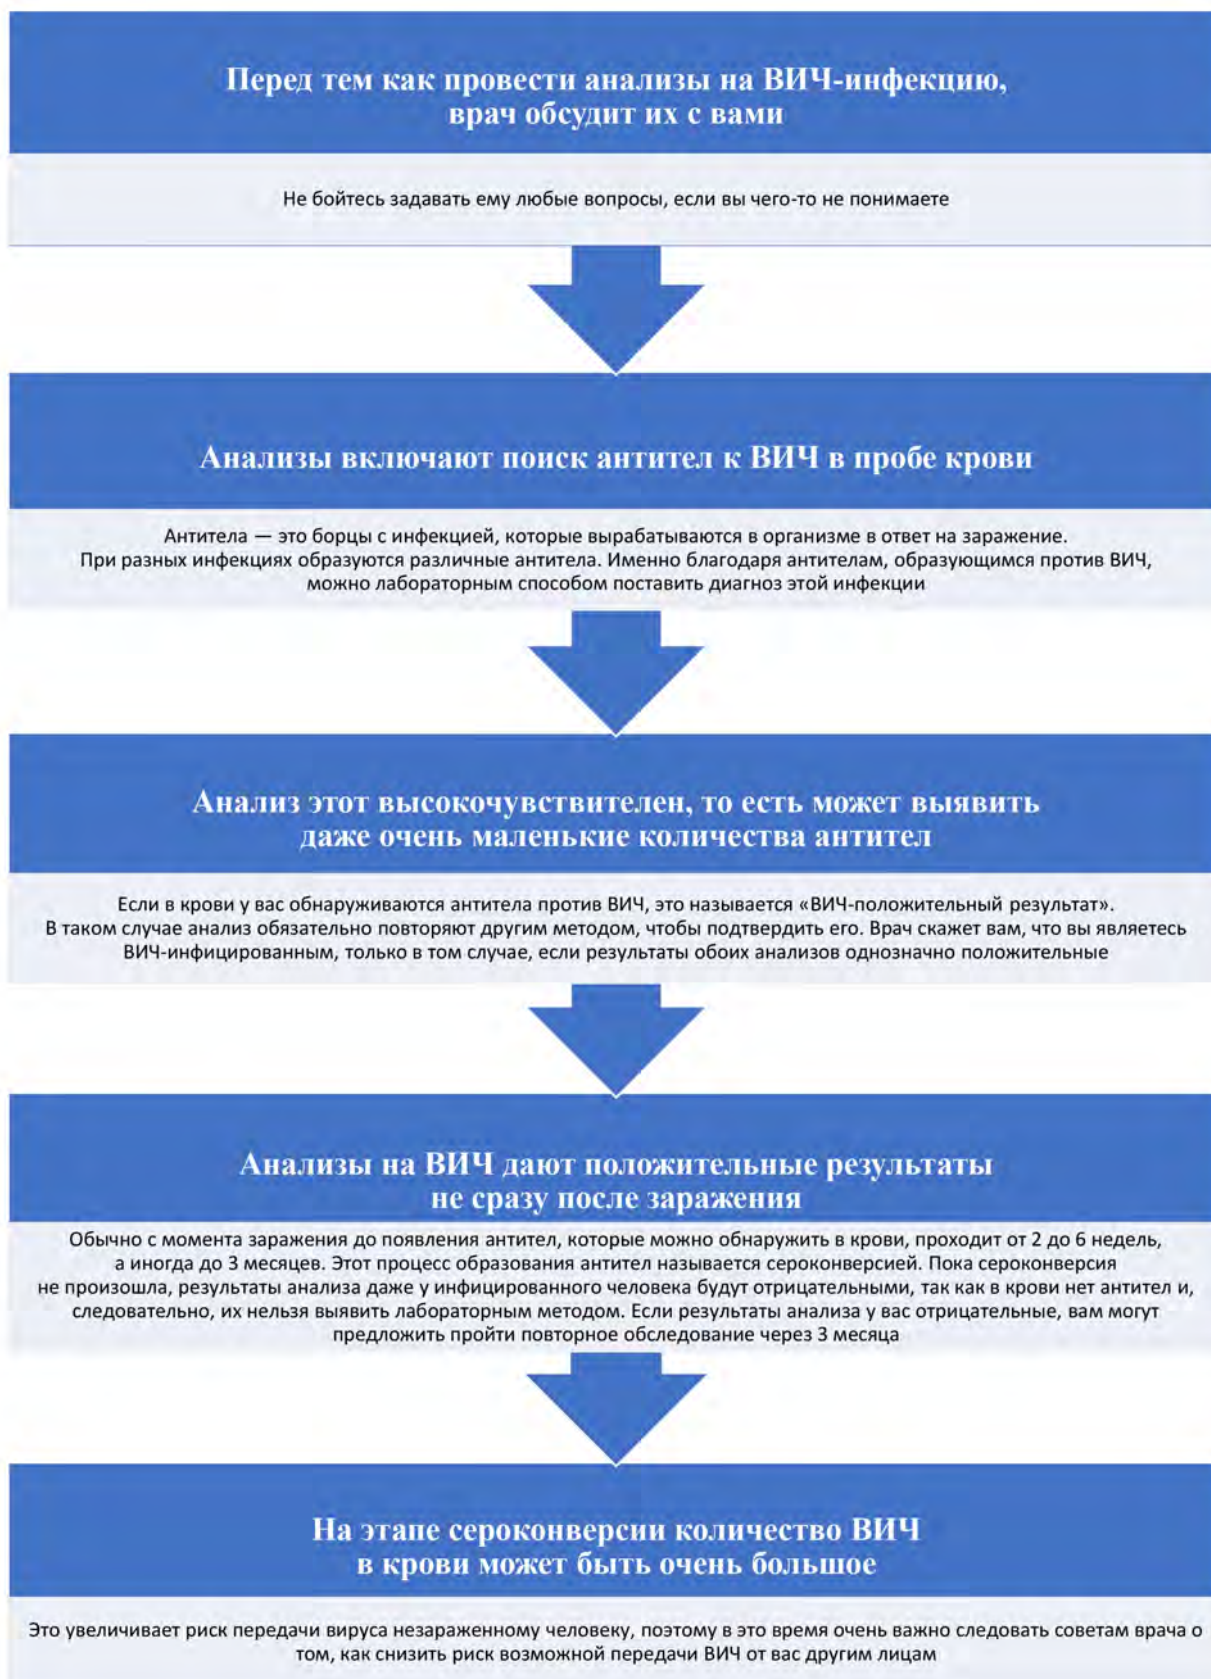 Перед тем как провести анализы на ВИЧ-инфекцию,
врач обсудит их с вами
Не бойтесь задавать ему любые вопросы, если вы чего-то не понимаете
Анализы включают поиск антител к ВИЧ в пробе крови
Антитела — это борцы с инфекцией, которые вырабатываются в организме в ответ на заражение.
При разных инфекциях образуются различные антитела. Именно благодаря антителам, образующимся против ВИЧ,
можно лабораторным способом поставить диагноз этой инфекции
Анализ этот высокочувствителен, то есть может выявить
даже очень маленькие количества антител
Если в крови у вас обнаруживаются антитела против ВИЧ, это называется «ВИЧ-положительный результат».
В таком случае анализ обязательно повторяют другим методом, чтобы подтвердить его. Врач скажет вам, что вы являетесь
ВИЧ-инфицированным, только в том случае, если результаты обоих анализов однозначно положительные
Анализы на ВИЧ дают положительные результаты
не сразу после заражения
Обычно с момента заражения до появления антител, которые можно обнаружить в крови, проходит от 2 до 6 недель,
а иногда до 3 месяцев. Этот процесс образования антител называется сероконверсией. Пока сероконверсия
не произошла, результаты анализа даже у инфицированного человека будут отрицательными, так как в крови нет антител и,
следовательно, их нельзя выявить лабораторным методом. Если результаты анализа у вас отрицательные, вам могут
предложить пройти повторное обследование через 3 месяца
На этапе сероконверсии количество ВИЧ
в крови может быть очень большое
Это увеличивает риск передачи вируса незараженному человеку, поэтому в это время очень важно следовать советам врача о
том, как снизить риск возможной передачи ВИЧ от вас другим лицам